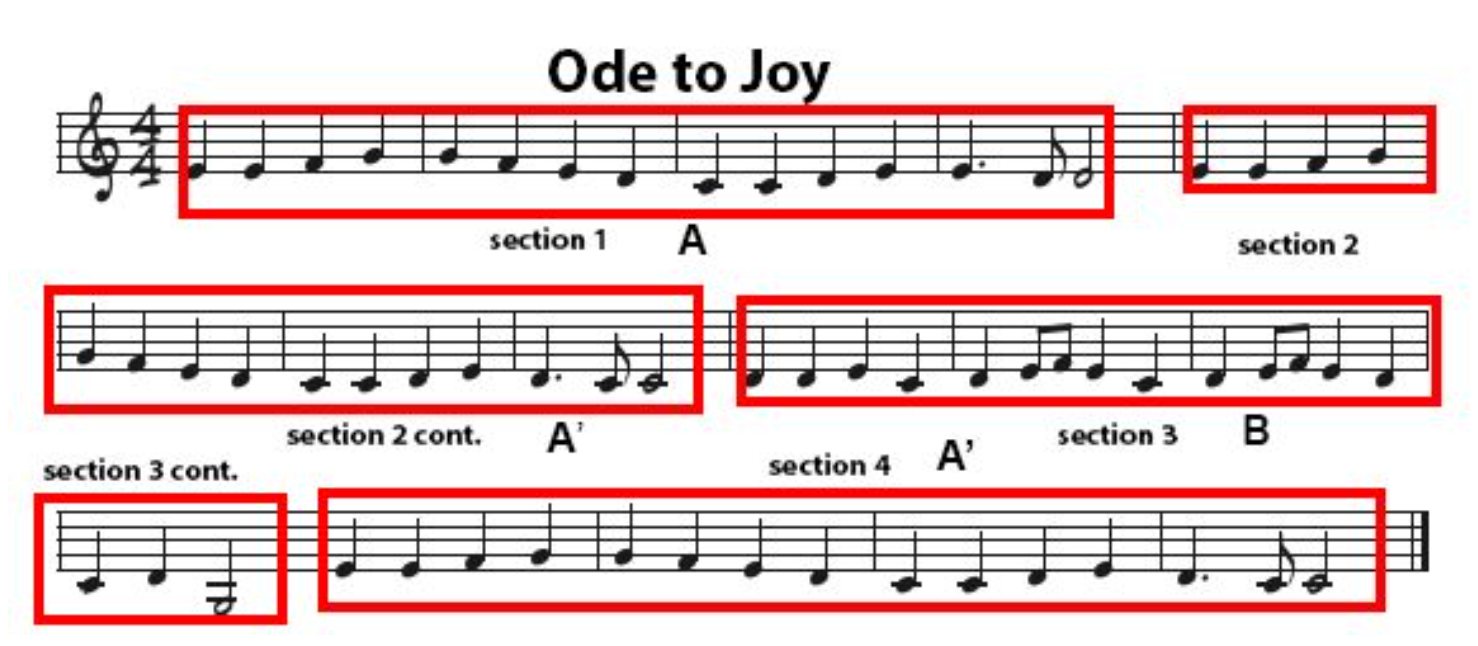 Ode to Joy
4
4
section 1 A
section 2
section 2 cont. A’
section 3 B
section 3 cont.
section 4 A’